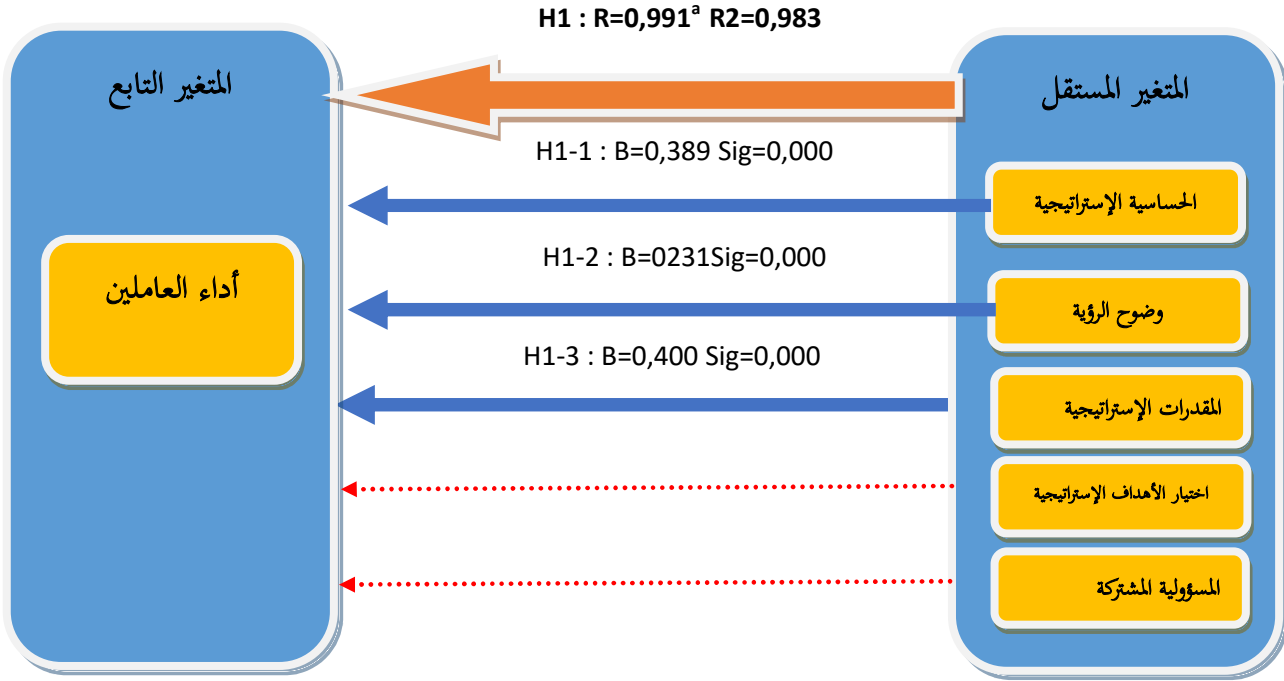 H1 : R=0,991ᵃ R2=0,983
المتغير المستقل
المتغير التابع
H1-1 : B=0,389 Sig=0,000
الحساسية الإستراتيجية
H1-2 : B=0231Sig=0,000
أداء العاملين
وضوح الرؤية
H1-3 : B=0,400 Sig=0,000
المقدرات الإستراتيجية
اختيار الأهداف الإستراتيجية
المسؤولية المشتركة